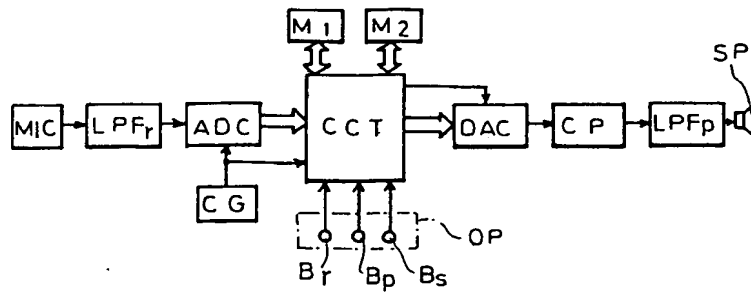 M1 M2
SP
MIC LPFr ADC CCT DAC CP LPFp
CG
OP
Br Bp Bs